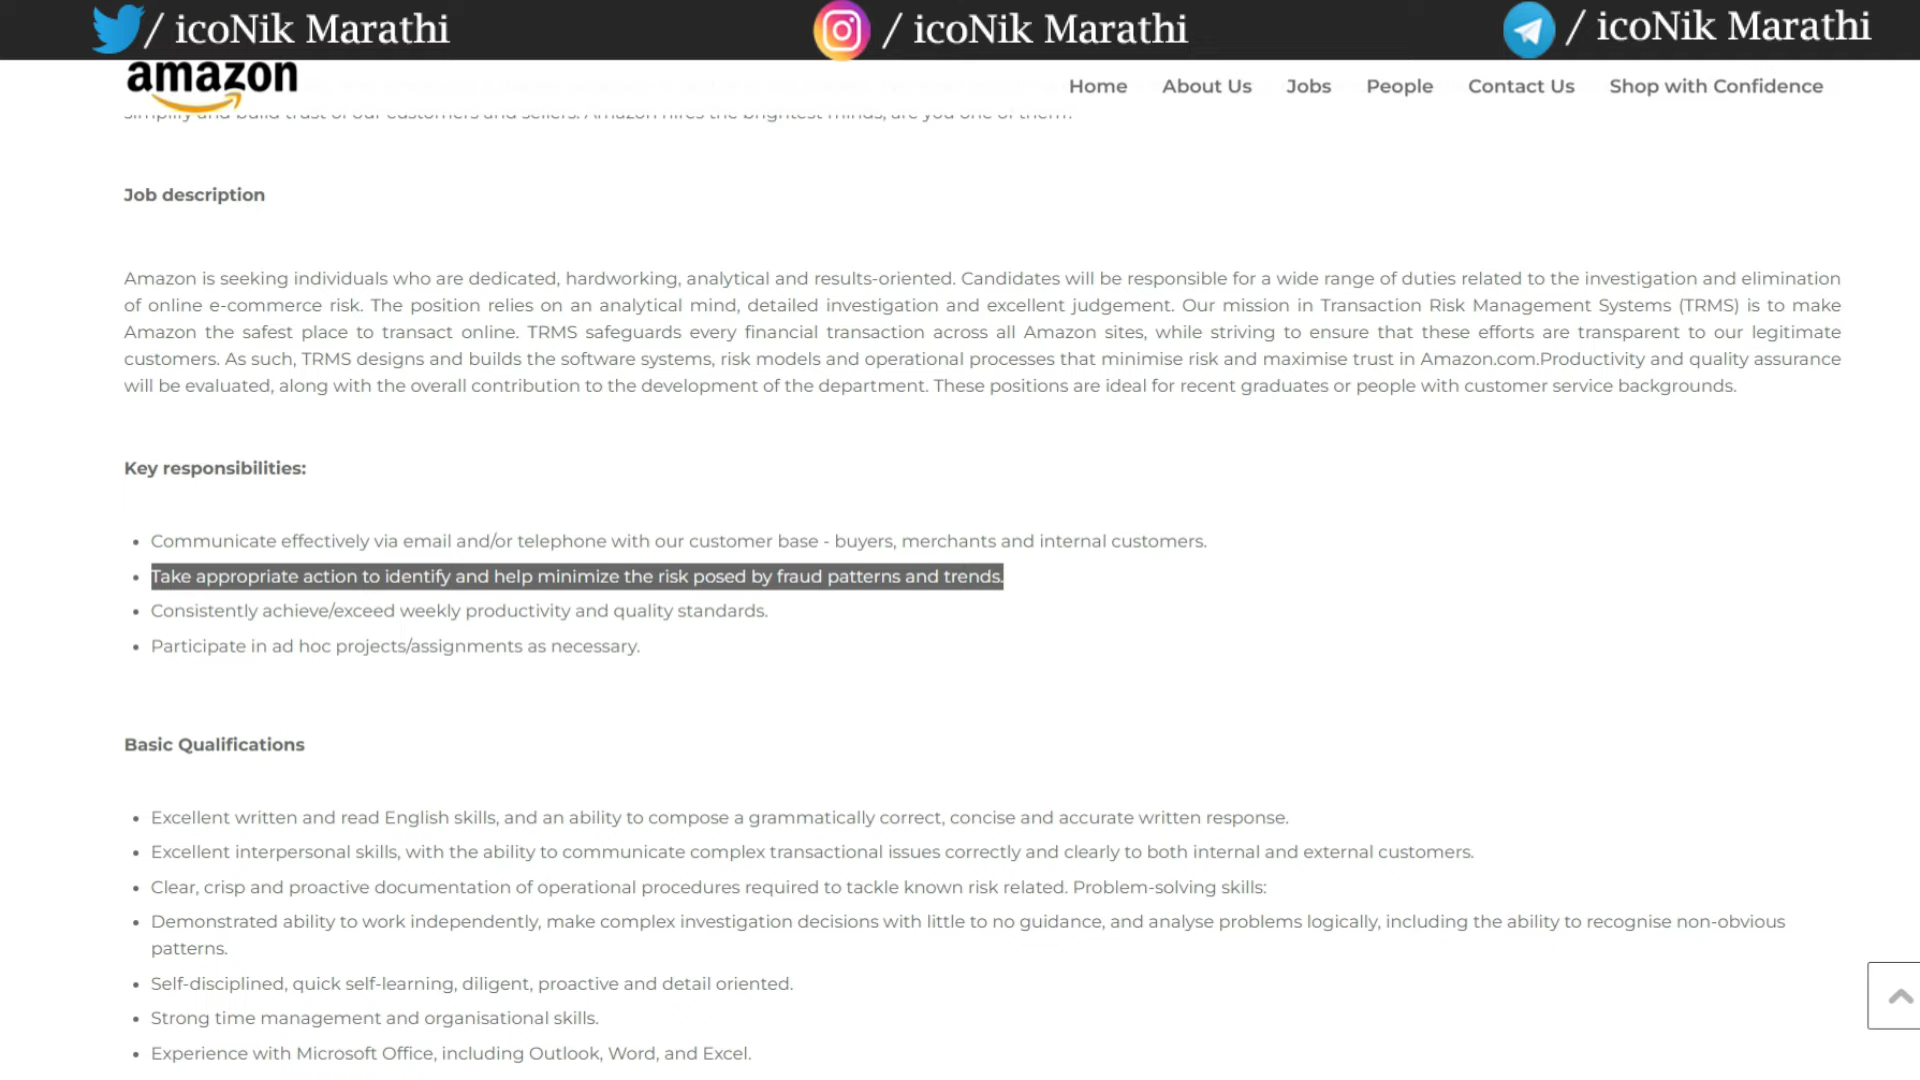 / icoNik Marathi
/ icoNik Marathi
/ icoNik Marathi
amazon
Home
About Us
Jobs
People
Contact Us
Shop with Confidence
simplify and build trust of our customers and sellers. Amazon hires the brightest minds, are you one of them?
Job description
Amazon is seeking individuals who are dedicated, hardworking, analytical and results-oriented. Candidates will be responsible for a wide range of duties related to the investigation and elimination
of online e-commerce risk. The position relies on an analytical mind, detailed investigation and excellent judgement. Our mission in Transaction Risk Management Systems (TRMS) is to make
Amazon the safest place to transact online. TRMS safeguards every financial transaction across all Amazon sites, while striving to ensure that these efforts are transparent to our legitimate
customers. As such, TRMS designs and builds the software systems, risk models and operational processes that minimise risk and maximise trust in Amazon.com.Productivity and quality assurance
will be evaluated, along with the overall contribution to the development of the department. These positions are ideal for recent graduates or people with customer service backgrounds.
Key responsibilities:
• Communicate effectively via email and/or telephone with our customer base - buyers, merchants and internal customers.
• Take appropriate action to identify and help minimize the risk posed by fraud patterns and trends.
• Consistently achieve/exceed weekly productivity and quality standards.
• Participate in ad hoc projects/assignments as necessary.
Basic Qualifications
• Excellent written and read English skills, and an ability to compose a grammatically correct, concise and accurate written response.
• Excellent interpersonal skills, with the ability to communicate complex transactional issues correctly and clearly to both internal and external customers.
• Clear, crisp and proactive documentation of operational procedures required to tackle known risk related. Problem-solving skills:
• Demonstrated ability to work independently, make complex investigation decisions with little to no guidance, and analyse problems logically, including the ability to recognise non-obvious
patterns.
• Self-disciplined, quick self-learning, diligent, proactive and detail oriented.
• Strong time management and organisational skills.
• Experience with Microsoft Office, including Outlook, Word, and Excel.